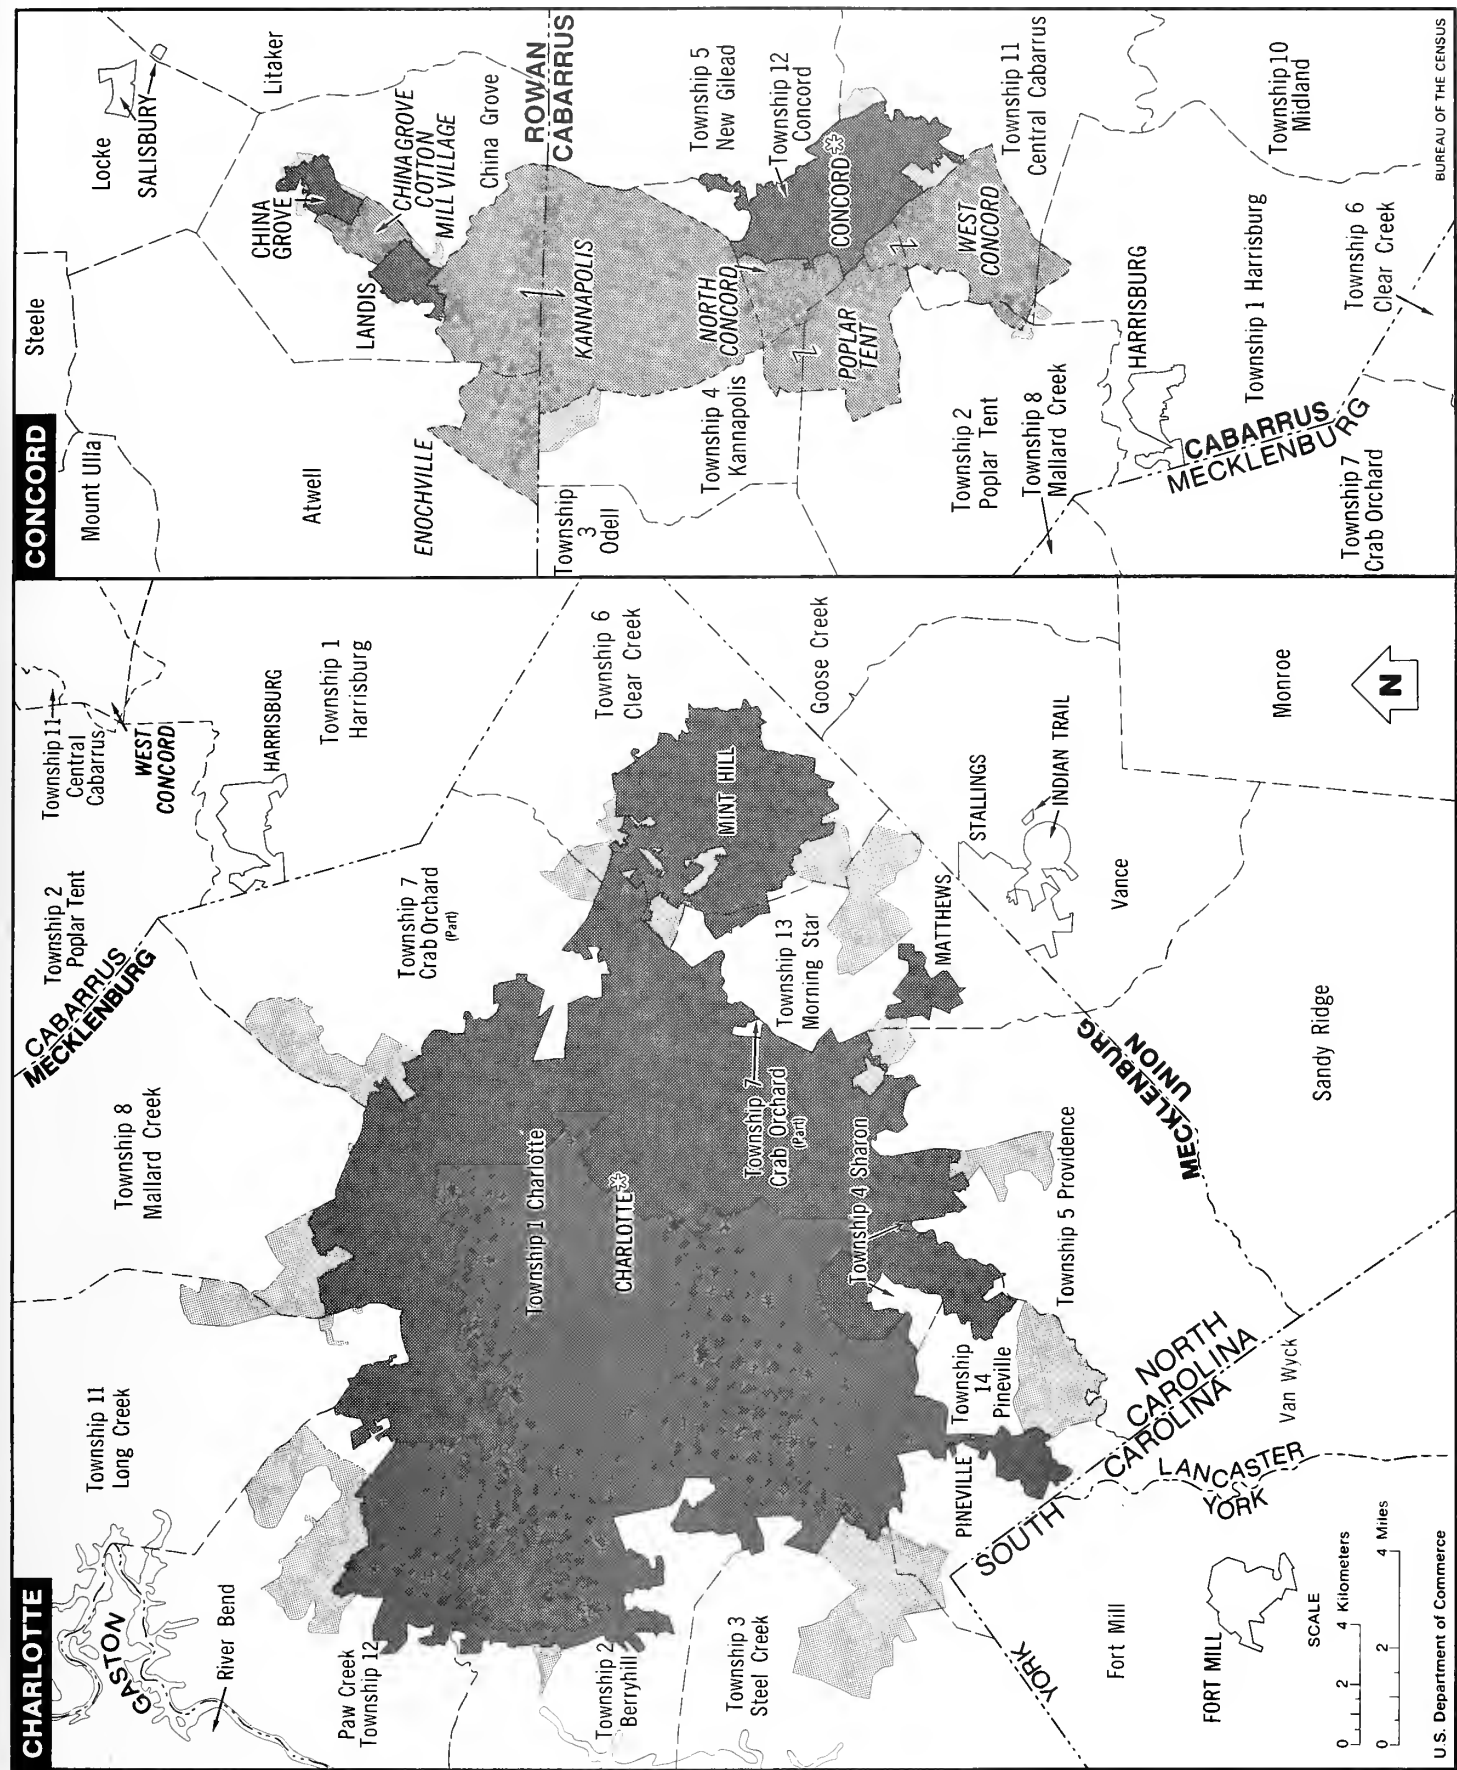 CHARLOTTE
GASTON
River Bend
Township 11
Long Creek
Paw Creek
Township 12
Township 8
Mallard Creek
CABARRUS
MECKLENBURG
Township 2
Poplar Tent
Township 11
Central
Cabarrus
WEST
CONCORD
HARRISBURG
Township 1
Harrisburg
Township 7
Crab Orchard
(Part)
Township 6
Clear Creek
Township 1 Charlotte
CHARLOTTE*
MINT HILL
Goose Creek
Township 2
Berryhill
Township 3
Steel Creek
Township 7
Crab Orchard
(Part)
Township 13
Morning Star
Township 4 Sharon
MATTHEWS
STALLINGS
INDIAN TRAIL
Vance
Monroe
N
Township
14
Pineville
PINEVILLE
Township 5 Providence
MECKLENBURG
UNION
Sandy Ridge
NORTH
CAROLINA
SOUTH
CAROLINA
YORK
LANCASTER
YORK
Van Wyck
Fort Mill
FORT MILL
SCALE
0 2 4 Kilometers
0 2 4 Miles
U.S. Department of Commerce
CONCORD
Mount Ulla
Steele
Locke
SALISBURY
Litaker
Atwell
LANDIS
CHINA
GROVE
CHINA GROVE
COTTON
MILL VILLAGE
China Grove
ENOCHVILLE
ROWAN
CABARRUS
Township
3
Odell
KANNAPOLIS
Township 4
Kannapolis
NORTH
CONCORD
Township 5
New Gilead
Township 12
Concord
CONCORD*
POPLAR
TENT
WEST
CONCORD
Township 2
Poplar Tent
Township 11
Central Cabarrus
Township 8
Mallard Creek
HARRISBURG
CABARRUS
MECKLENBURG
Township 1 Harrisburg
Township 10
Midland
Township 7
Crab Orchard
Township 6
Clear Creek
BUREAU OF THE CENSUS